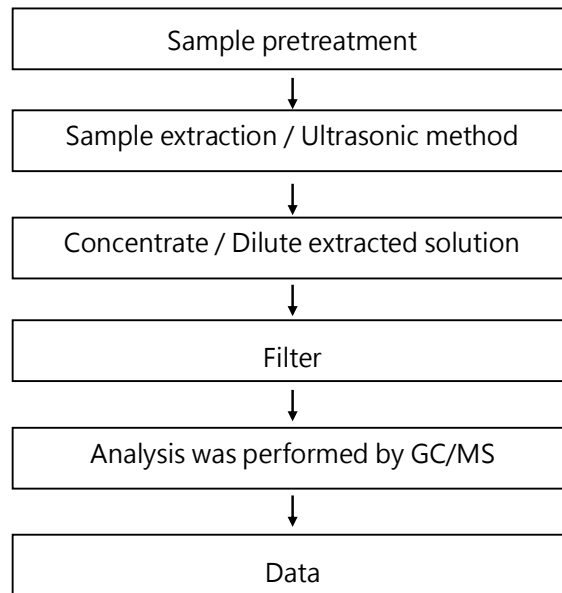 Sample pretreatment
Sample extraction / Ultrasonic method
Concentrate / Dilute extracted solution
Filter
Analysis was performed by GC/MS
Data